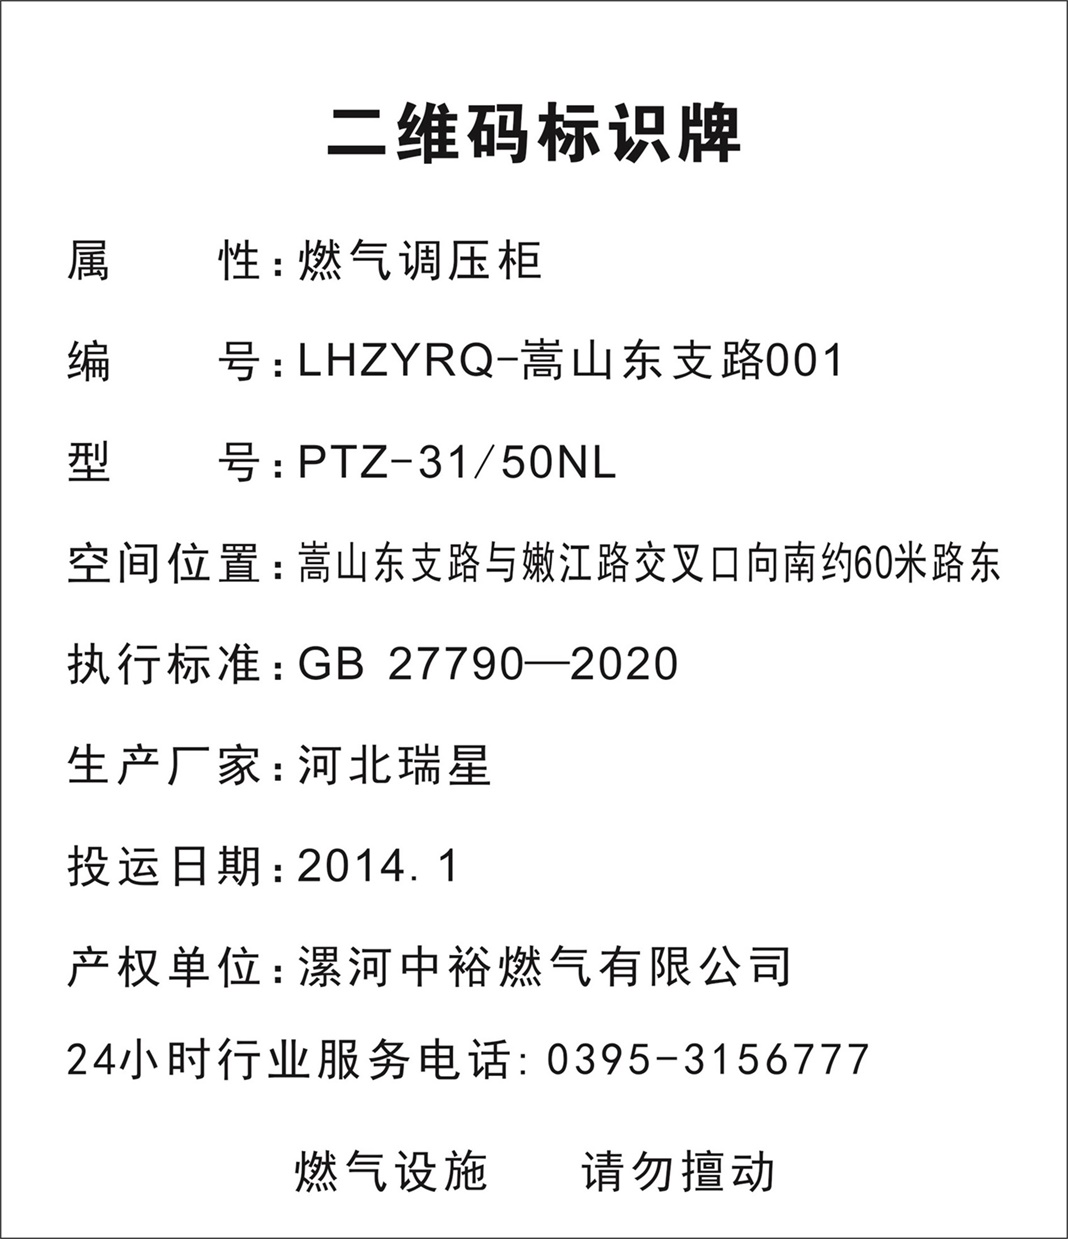 二维码标识牌
属　　性:燃气调压柜
编　　号:LHZYRQ-嵩山东支路001
型　　号:PTZ-31/50NL
空间位置:嵩山东支路与嫩江路交叉口向南约60米路东
执行标准:GB 27790—2020
生产厂家:河北瑞星
投运日期:2014.1
产权单位:漯河中裕燃气有限公司
24小时行业服务电话: 0395-3156777
燃气设施　　请勿擅动